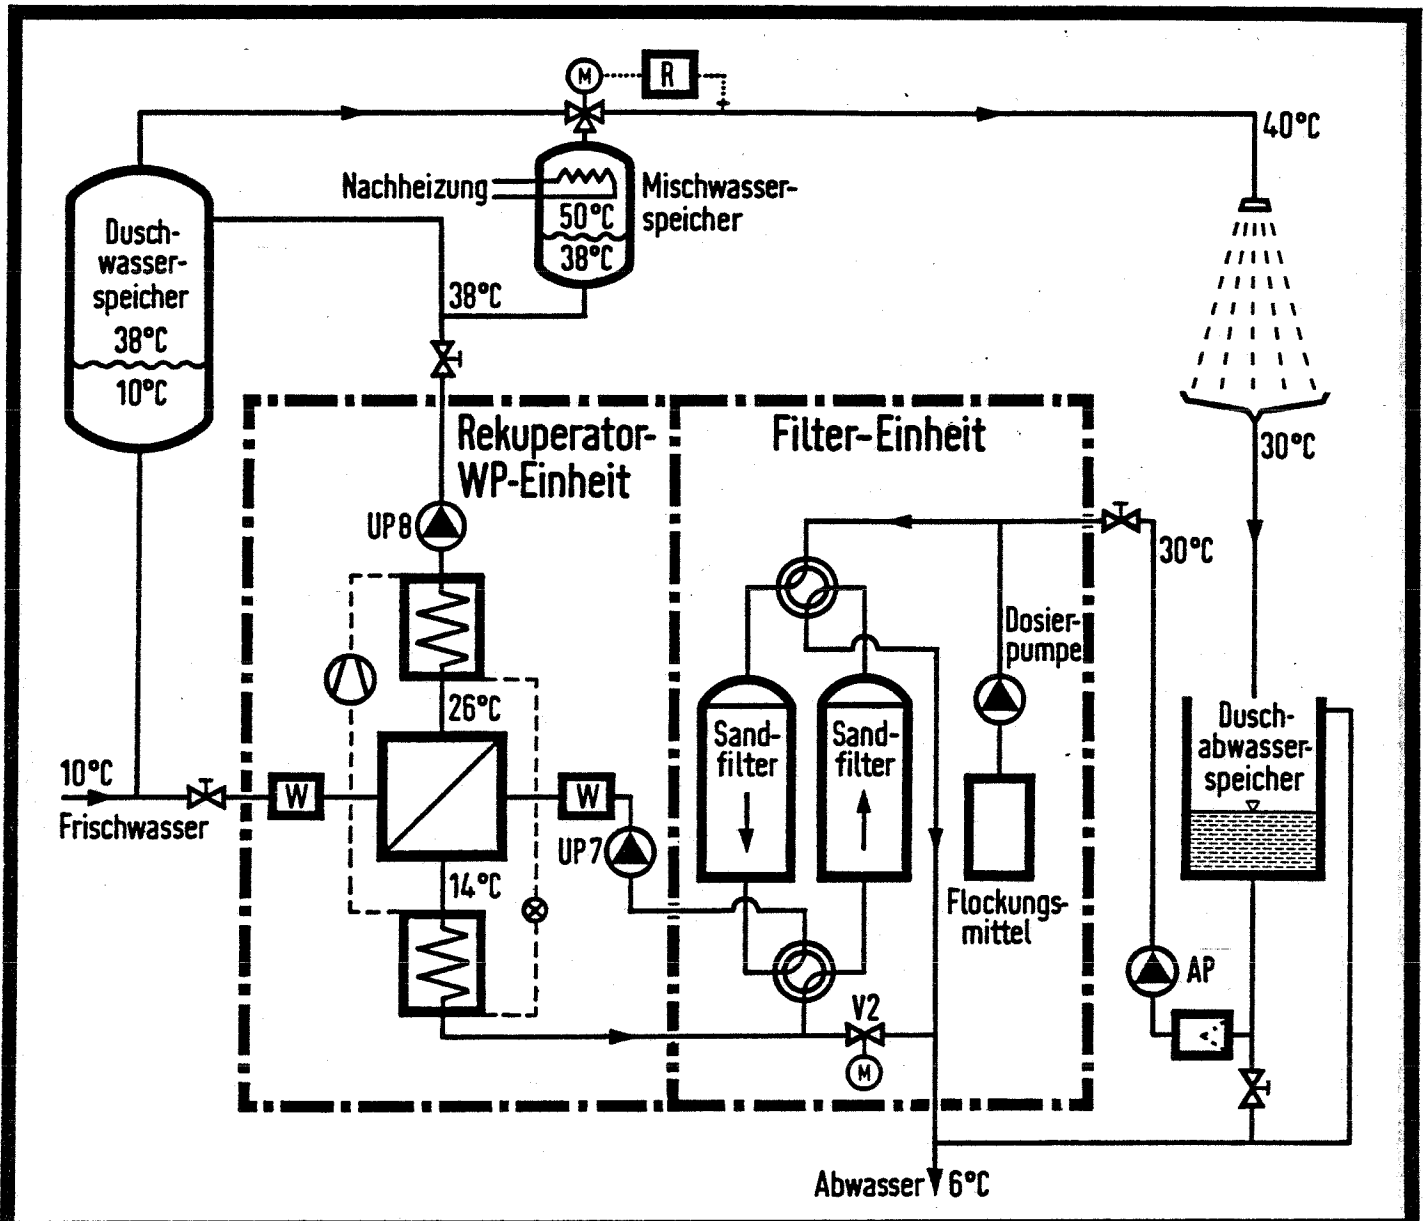 M
R
40°C
Nachheizung
Mischwasser-
speicher
50°C
38°C
Dusch-
wasser-
speicher
38°C
10°C
38°C
30°C
Rekuperator-
WP-Einheit
Filter-Einheit
UP8
30°C
Dosier-
pumpe
26°C
Sand-
filter
Sand-
filter
Dusch-
abwasser-
speicher
10°C
Frischwasser
W
W
UP7
14°C
Flockungs-
mittel
AP
V2
M
Abwasser
6°C